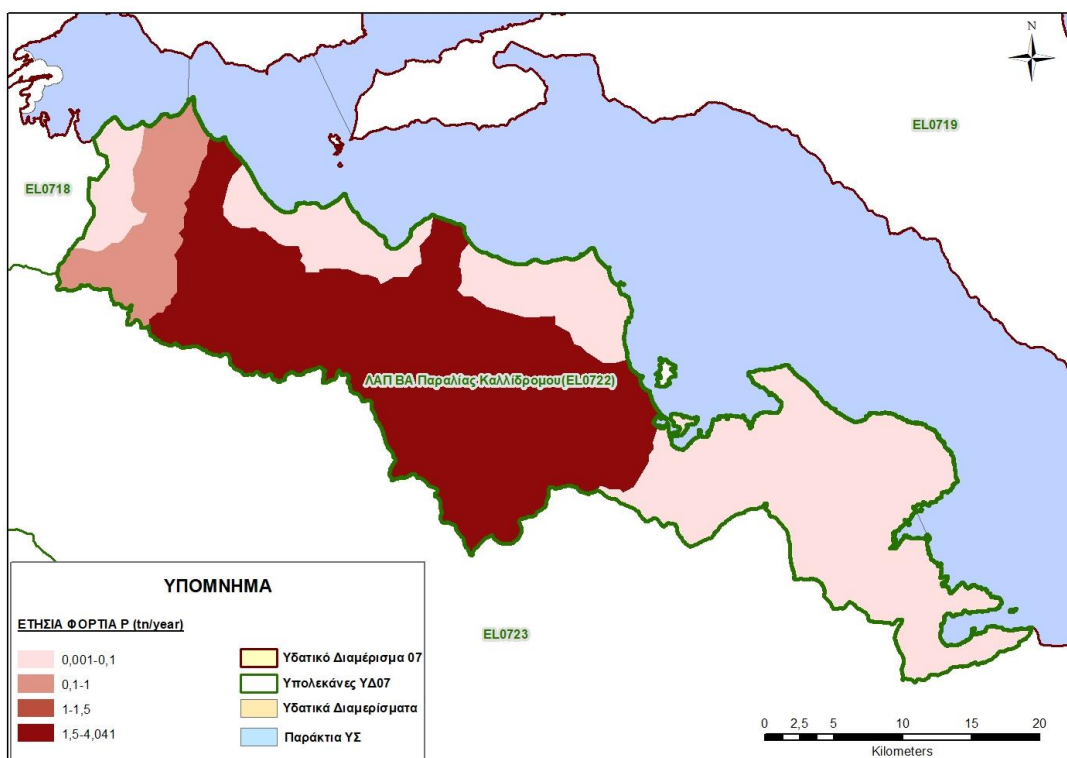 N
EL0719
EL0718
ΛΑΠ ΒΑ Παραλίας Καλλίδρομου(EL0722)
EL0723
ΥΠΟΜΝΗΜΑ
ΕΤΗΣΙΑ ΦΟΡΤΙΑ P (tn/year)
0,001-0,1
0,1-1
1-1,5
1,5-4,041
Υδατικό Διαμέρισμα 07
Υπολεκάνες ΥΔ07
Υδατικά Διαμερίσματα
Παράκτια ΥΣ
0 2,5 5 10 15 20
Kilometers